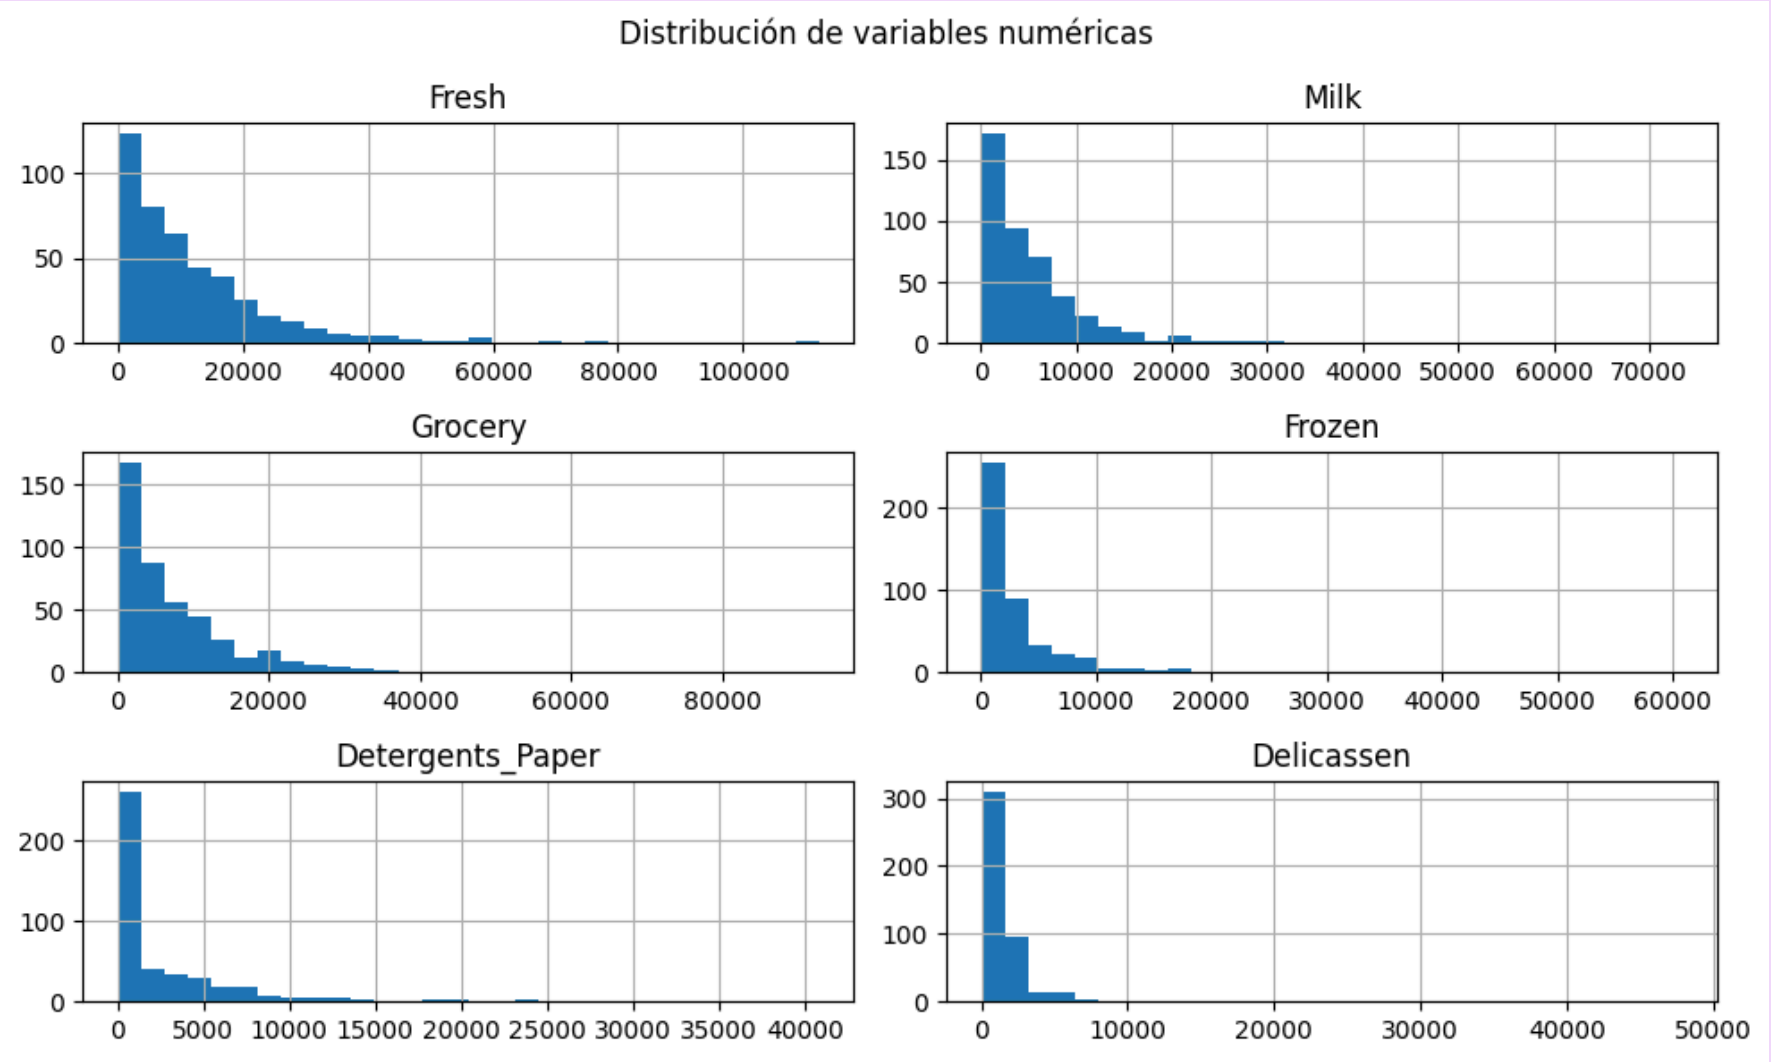 Distribución de variables numéricas
Fresh
100
50
0
0 20000 40000 60000 80000 100000
Milk
150
100
50
0
0 10000 20000 30000 40000 50000 60000 70000
Grocery
150
100
50
0
0 20000 40000 60000 80000
Frozen
200
100
0
0 10000 20000 30000 40000 50000 60000
Detergents_Paper
200
100
0
0 5000 10000 15000 20000 25000 30000 35000 40000
Delicassen
300
200
100
0
0 10000 20000 30000 40000 50000